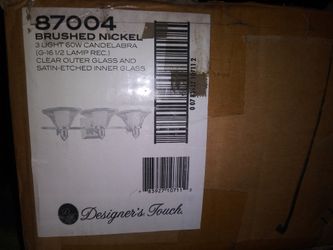 87004
BRUSHED NICKEL
3 LIGHT 60W CANDELABRA
(G-16 1/2 LAMP REC.)
CLEAR OUTER GLASS AND
SATIN-ETCHED INNER GLASS
Designer's Touch